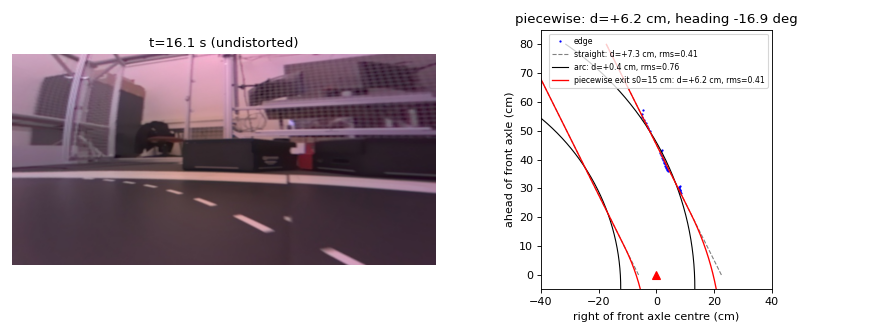 t=16.1 s (undistorted)
piecewise: d=+6.2 cm, heading -16.9 deg
edge
straight: d=+7.3 cm, rms=0.41
arc: d=+0.4 cm, rms=0.76
piecewise exit s0=15 cm: d=+6.2 cm, rms=0.41
ahead of front axle (cm)
80
70
60
50
40
30
20
10
0
−40
−20
0
20
40
right of front axle centre (cm)